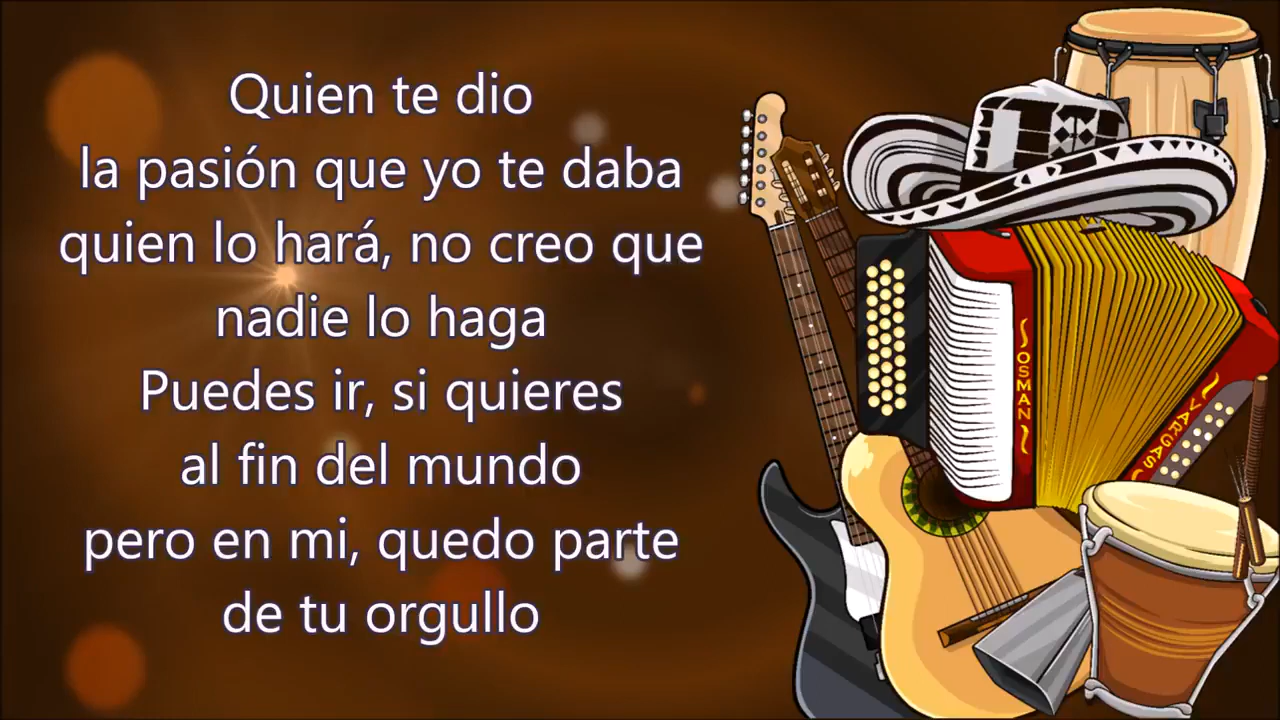 Quien te dio
la pasión que yo te daba
quien lo hará, no creo que
nadie lo haga
Puedes ir, si quieres
al fin del mundo
pero en mi, quedo parte
de tu orgullo
OSMAN
VARGAS